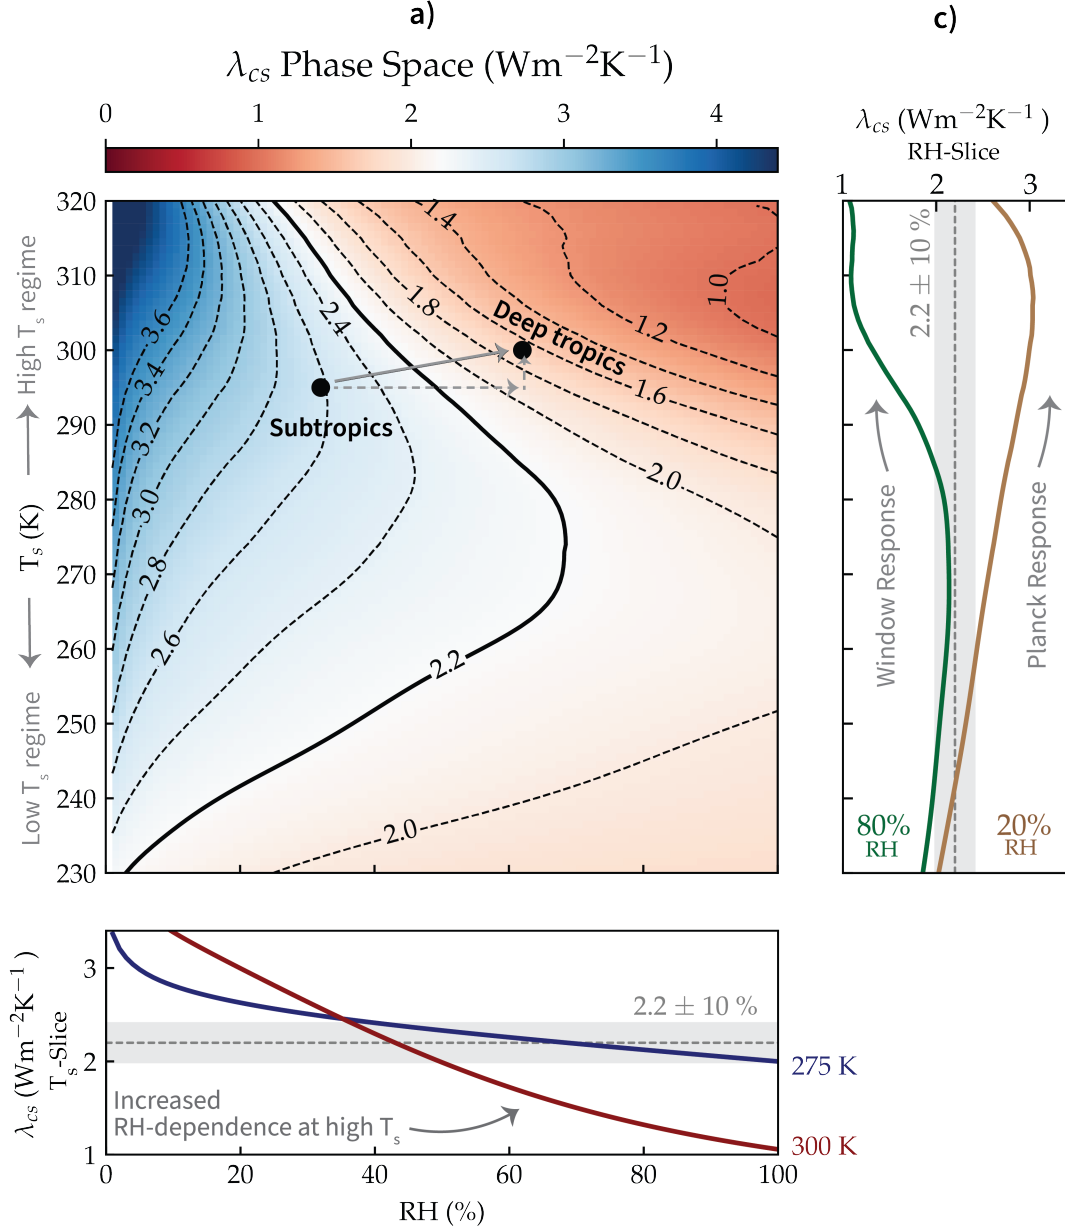 a)
λcs Phase Space (Wm−2K−1)
0 1 2 3 4
320
310
300
290
280
270
260
250
240
230
Low Ts regime
Ts (K)
High Ts regime
3.6
3.4
3.2
3.0
2.8
2.6
2.4
2.2
2.0
1.8
1.4
1.2
1.0
1.6
2.0
Deep tropics
Subtropics
c)
λcs (Wm−2K−1 )
RH-Slice
1 2 3
2.2 ± 10 %
Window Response
Planck Response
80%
RH
20%
RH
λcs (Wm−2K−1 )
Ts-Slice
3
2
1
2.2 ± 10 %
Increased
RH-dependence at high Ts
275 K
300 K
0 20 40 60 80 100
RH (%)